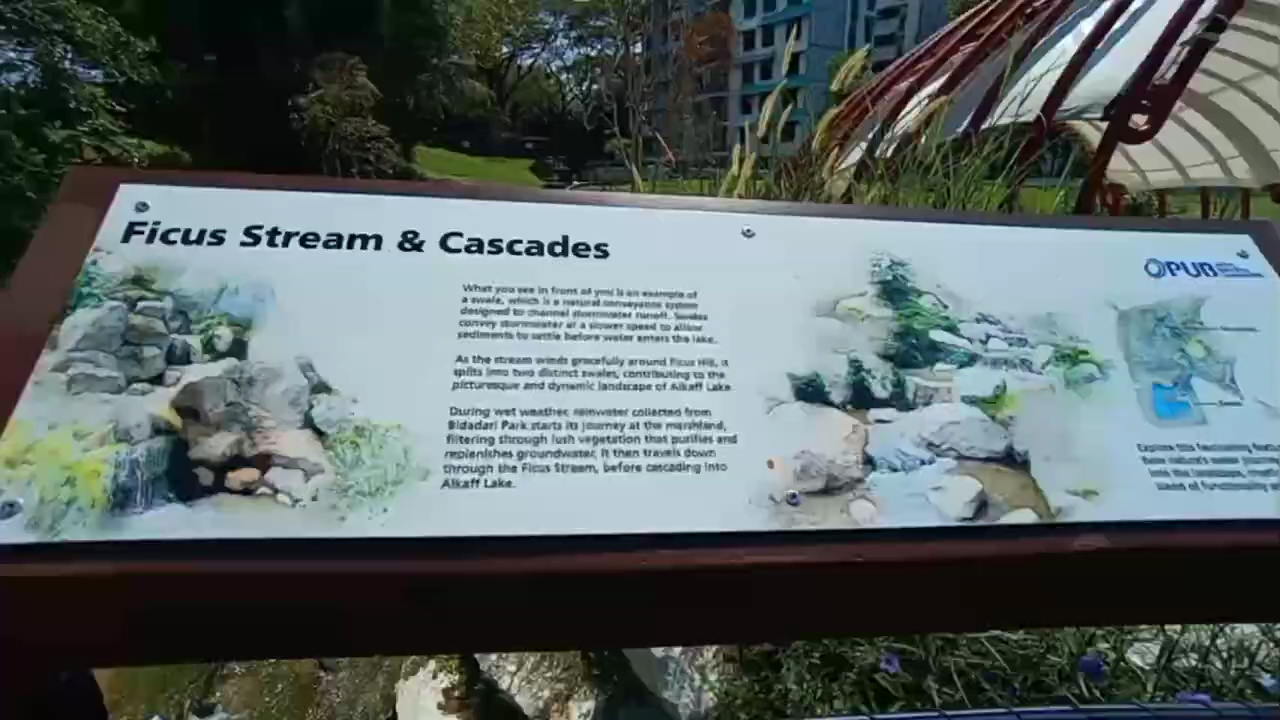 Ficus Stream & Cascades
What you see in front of you is an example of
a swale, which is a natural conveyance system
designed to channel stormwater runoff. Swales
convey stormwater at a slower speed to allow
sediments to settle before water enters the lake.
As the stream winds gracefully around Ficus Hill, it
splits into two distinct swales, contributing to the
picturesque and dynamic landscape of Alkaff Lake
During wet weather, rainwater collected from
Bidadari Park starts its journey at the marshland,
filtering through lush vegetation that purifies and
replenishes groundwater. It then travels down
through the Ficus Stream, before cascading into
Alkaff Lake.
PUB